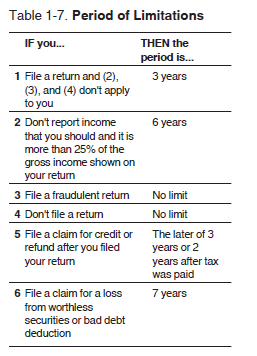 Table 1-7. Period of Limitations
IF you... THEN the
period is...
1 File a return and (2), 3 years
(3), and (4) don't apply
to you
2 Don't report income 6 years
that you should and it is
more than 25% of the
gross income shown on
your return
3 File a fraudulent return No limit
4 Don't file a return No limit
5 File a claim for credit or The later of 3
refund after you filed years or 2
your return years after tax
was paid
6 File a claim for a loss 7 years
from worthless
securities or bad debt
deduction